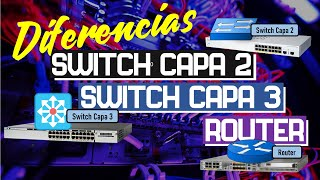 Diferencias
Switch Capa 2
SWITCH CAPA 2
SWITCH CAPA 3
Switch Capa 3
ROUTER
Router